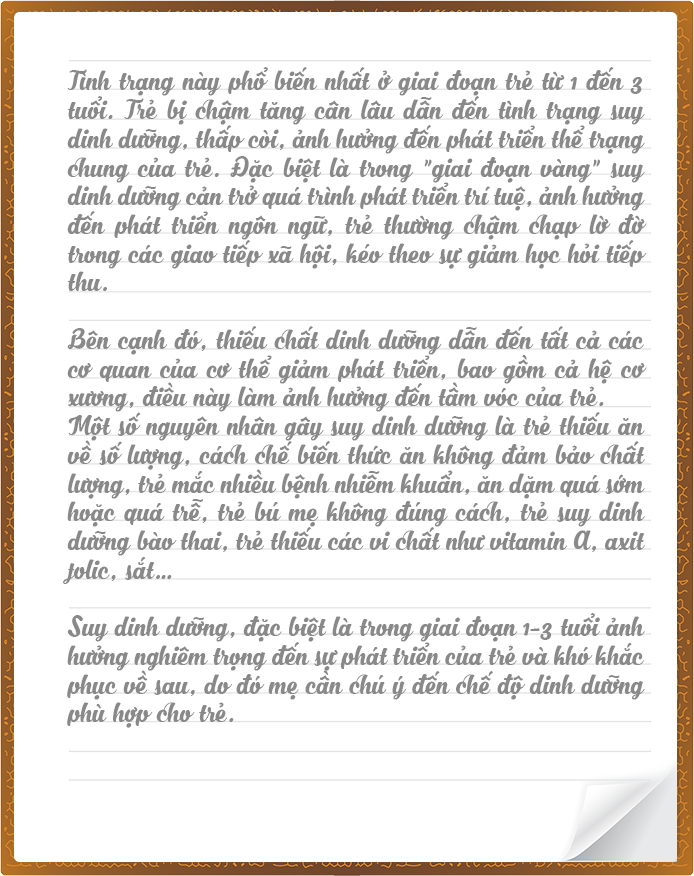 Tình trạng này phổ biến nhất ở giai đoạn trẻ từ 1 đến 3
tuổi. Trẻ bị chậm tăng cân lâu dẫn đến tình trạng suy
dinh dưỡng, thấp còi, ảnh hưởng đến phát triển thể trạng
chung của trẻ. Đặc biệt là trong "giai đoạn vàng" suy
dinh dưỡng cản trở quá trình phát triển trí tuệ, ảnh hưởng
đến phát triển ngôn ngữ, trẻ thường chậm chạp lờ đờ
trong các giao tiếp xã hội, kéo theo sự giảm học hỏi tiếp
thu.
Bên cạnh đó, thiếu chất dinh dưỡng dẫn đến tất cả các
cơ quan của cơ thể giảm phát triển, bao gồm cả hệ cơ
xương, điều này làm ảnh hưởng đến tầm vóc của trẻ.
Một số nguyên nhân gây suy dinh dưỡng là trẻ thiếu ăn
về số lượng, cách chế biến thức ăn không đảm bảo chất
lượng, trẻ mắc nhiều bệnh nhiễm khuẩn, ăn dặm quá sớm
hoặc quá trễ, trẻ bú mẹ không đúng cách, trẻ suy dinh
dưỡng bào thai, trẻ thiếu các vi chất như vitamin A, axit
folic, sắt...
Suy dinh dưỡng, đặc biệt là trong giai đoạn 1-3 tuổi ảnh
hưởng nghiêm trọng đến sự phát triển của trẻ và khó khắc
phục về sau, do đó mẹ cần chú ý đến chế độ dinh dưỡng
phù hợp cho trẻ.